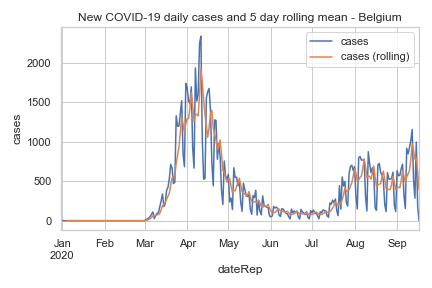 New COVID-19 daily cases and 5 day rolling mean - Belgium
cases
cases (rolling)
cases
2000
1500
1000
500
0
Jan Feb Mar Apr May Jun Jul Aug Sep
2020
dateRep